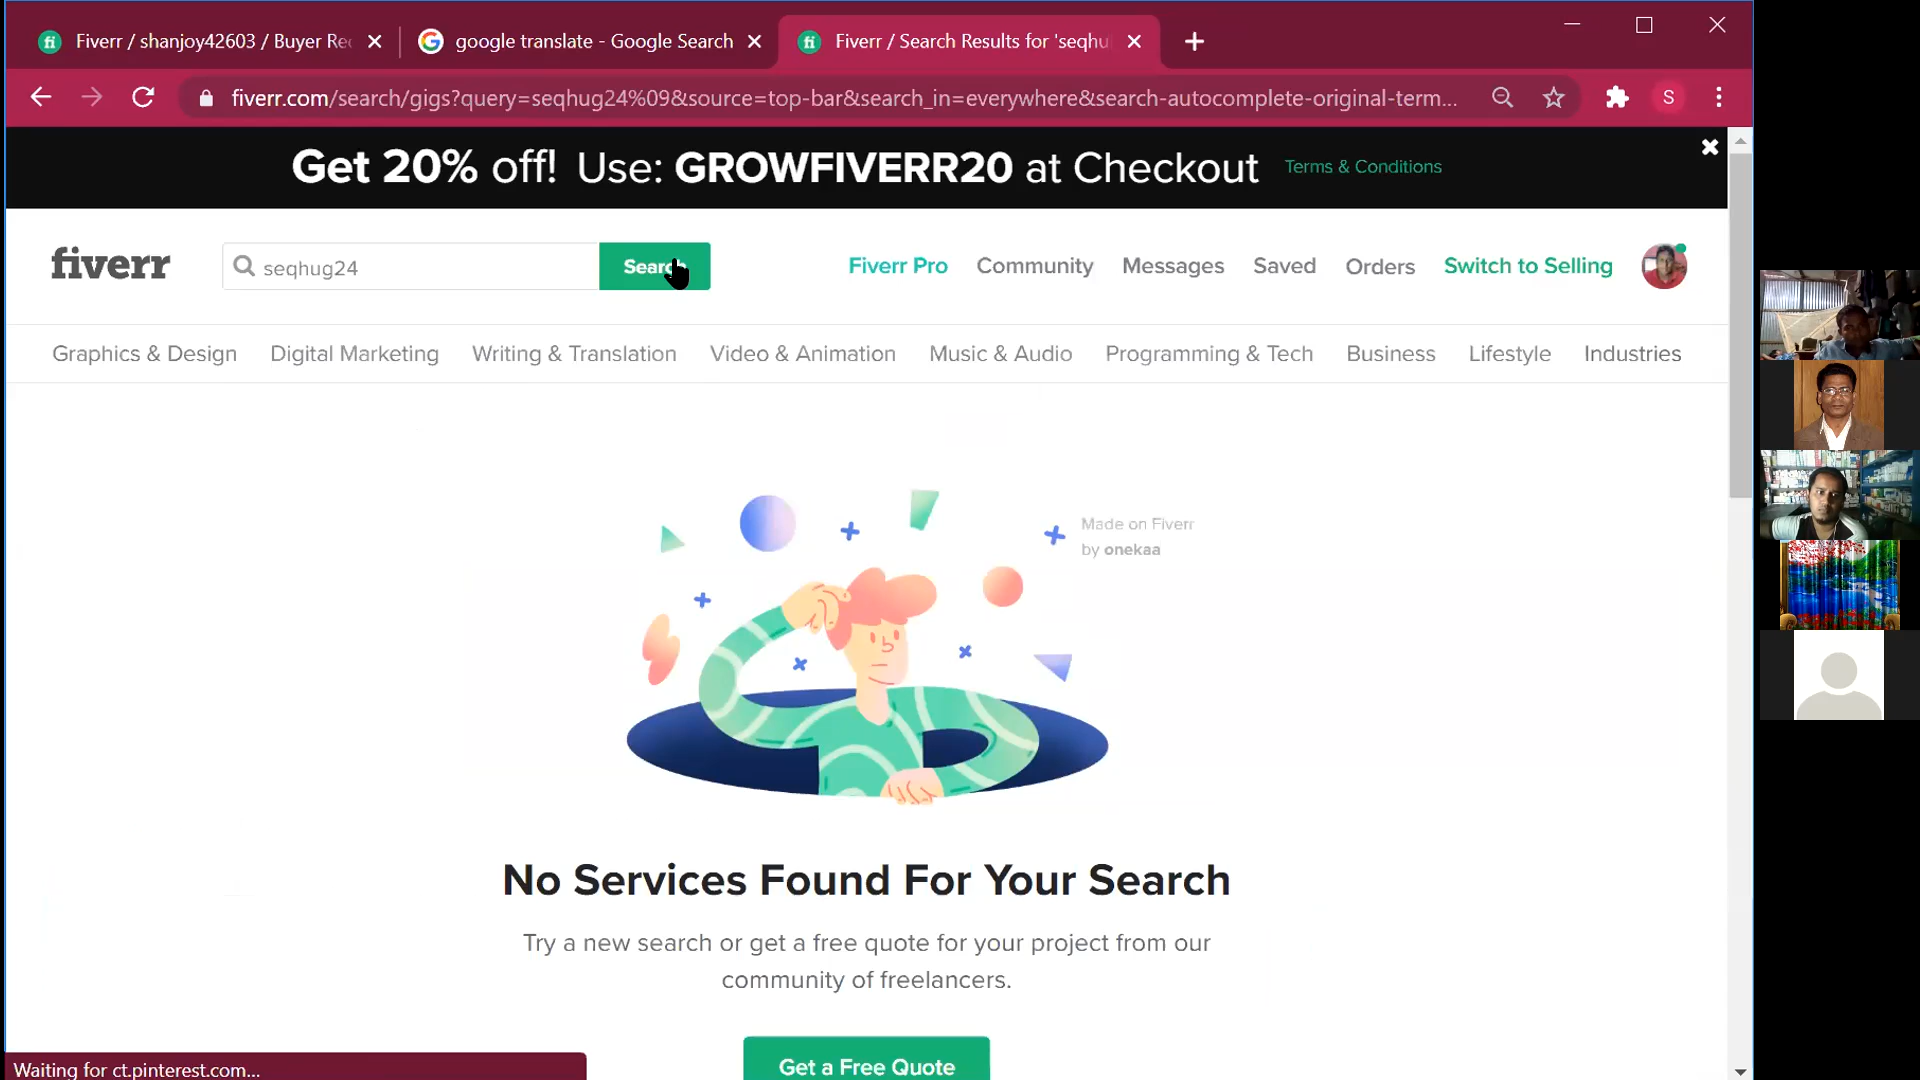 Fiverr / shanjoy42603 / Buyer Rec
google translate - Google Search
Fiverr / Search Results for 'seqhu
fiverr.com/search/gigs?query=seqhug24%09&source=top-bar&search_in=everywhere&search-autocomplete-original-term...
S
Get 20% off! Use: GROWFIVERR20 at Checkout
Terms & Conditions
fiverr
seqhug24
Search
Fiverr Pro
Community
Messages
Saved
Orders
Switch to Selling
Graphics & Design
Digital Marketing
Writing & Translation
Video & Animation
Music & Audio
Programming & Tech
Business
Lifestyle
Industries
Made on Fiverr
by onekaa
No Services Found For Your Search
Try a new search or get a free quote for your project from our
community of freelancers.
Get a Free Quote
Waiting for ct.pinterest.com...